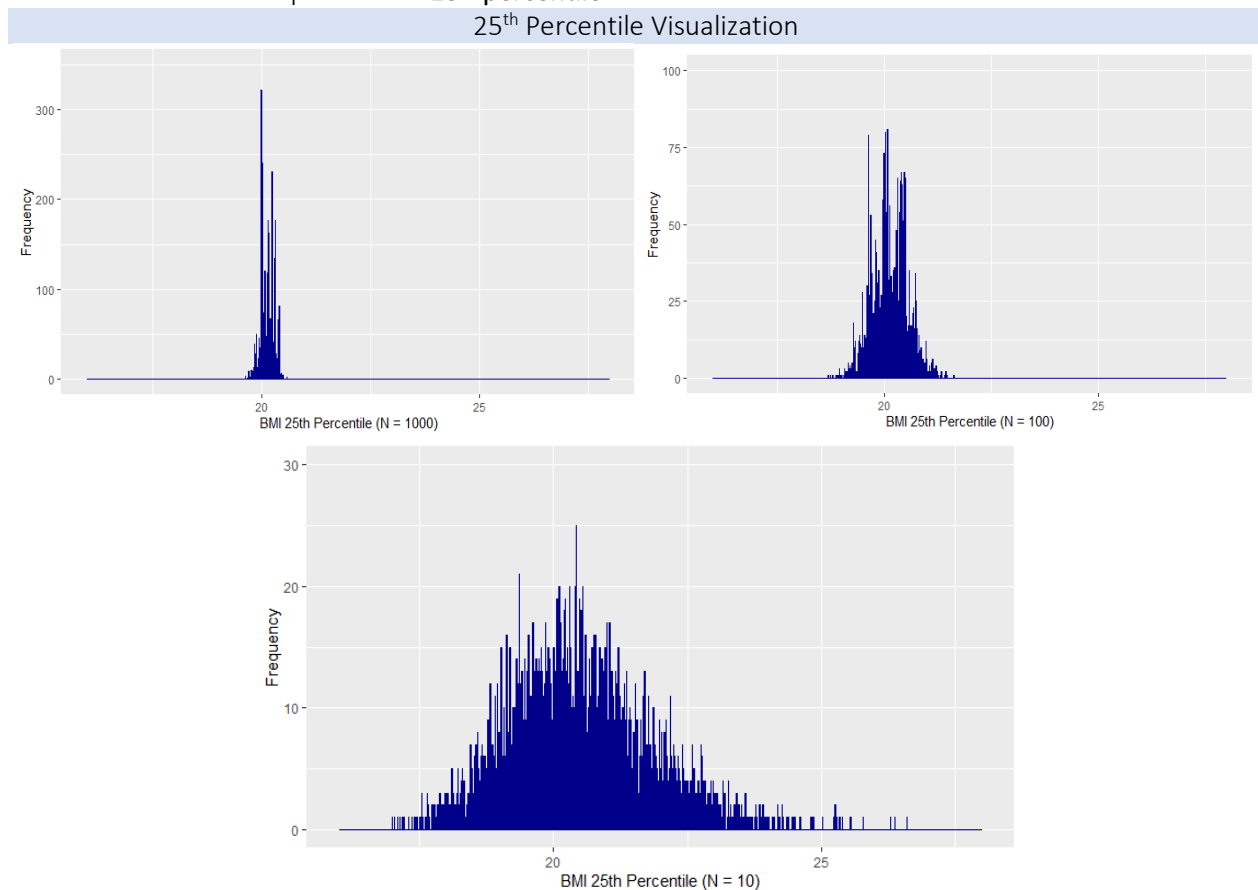 25th Percentile Visualization
300
200
100
0
Frequency
20
25
BMI 25th Percentile (N = 1000)
100
75
50
25
0
Frequency
20
25
BMI 25th Percentile (N = 100)
30
20
10
0
Frequency
20
25
BMI 25th Percentile (N = 10)